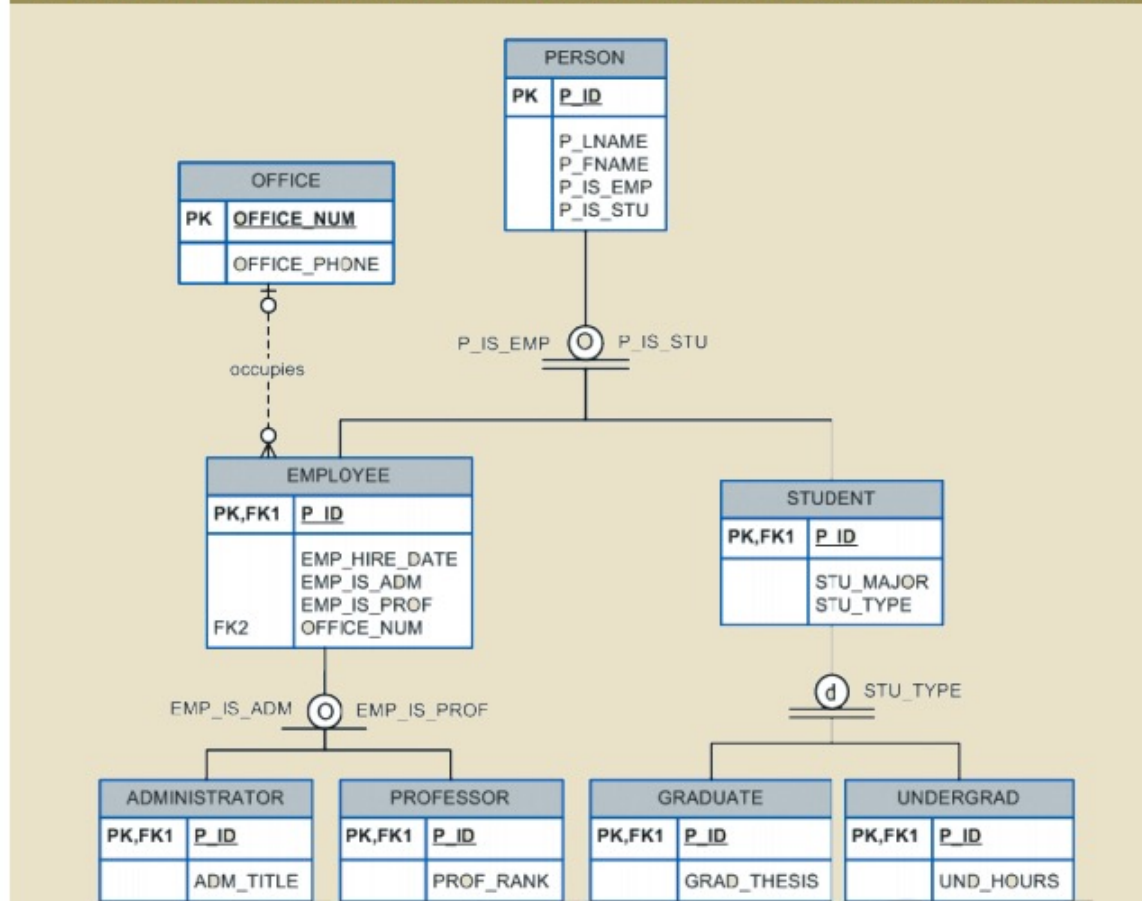 PERSON
PK P_ID
P_LNAME
P_FNAME
P_IS_EMP
P_IS_STU
OFFICE
PK OFFICE_NUM
OFFICE_PHONE
P_IS_EMP O P_IS_STU
occupies
EMPLOYEE
PK,FK1 P_ID
EMP_HIRE_DATE
EMP_IS_ADM
EMP_IS_PROF
FK2 OFFICE_NUM
STUDENT
PK,FK1 P_ID
STU_MAJOR
STU_TYPE
EMP_IS_ADM O EMP_IS_PROF
d STU_TYPE
ADMINISTRATOR
PK,FK1 P_ID
ADM_TITLE
PROFESSOR
PK,FK1 P_ID
PROF_RANK
GRADUATE
PK,FK1 P_ID
GRAD_THESIS
UNDERGRAD
PK,FK1 P_ID
UND_HOURS